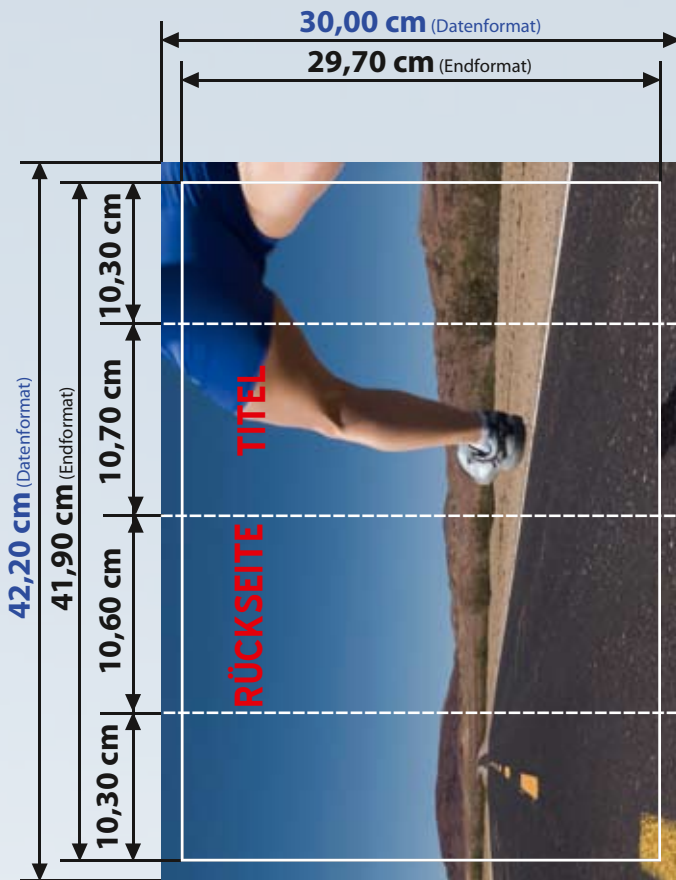 30,00 cm (Datenformat)
29,70 cm (Endformat)
42,20 cm (Datenformat)
41,90 cm (Endformat)
10,30 cm
10,70 cm
10,60 cm
10,30 cm
TITEL
RÜCKSEITE